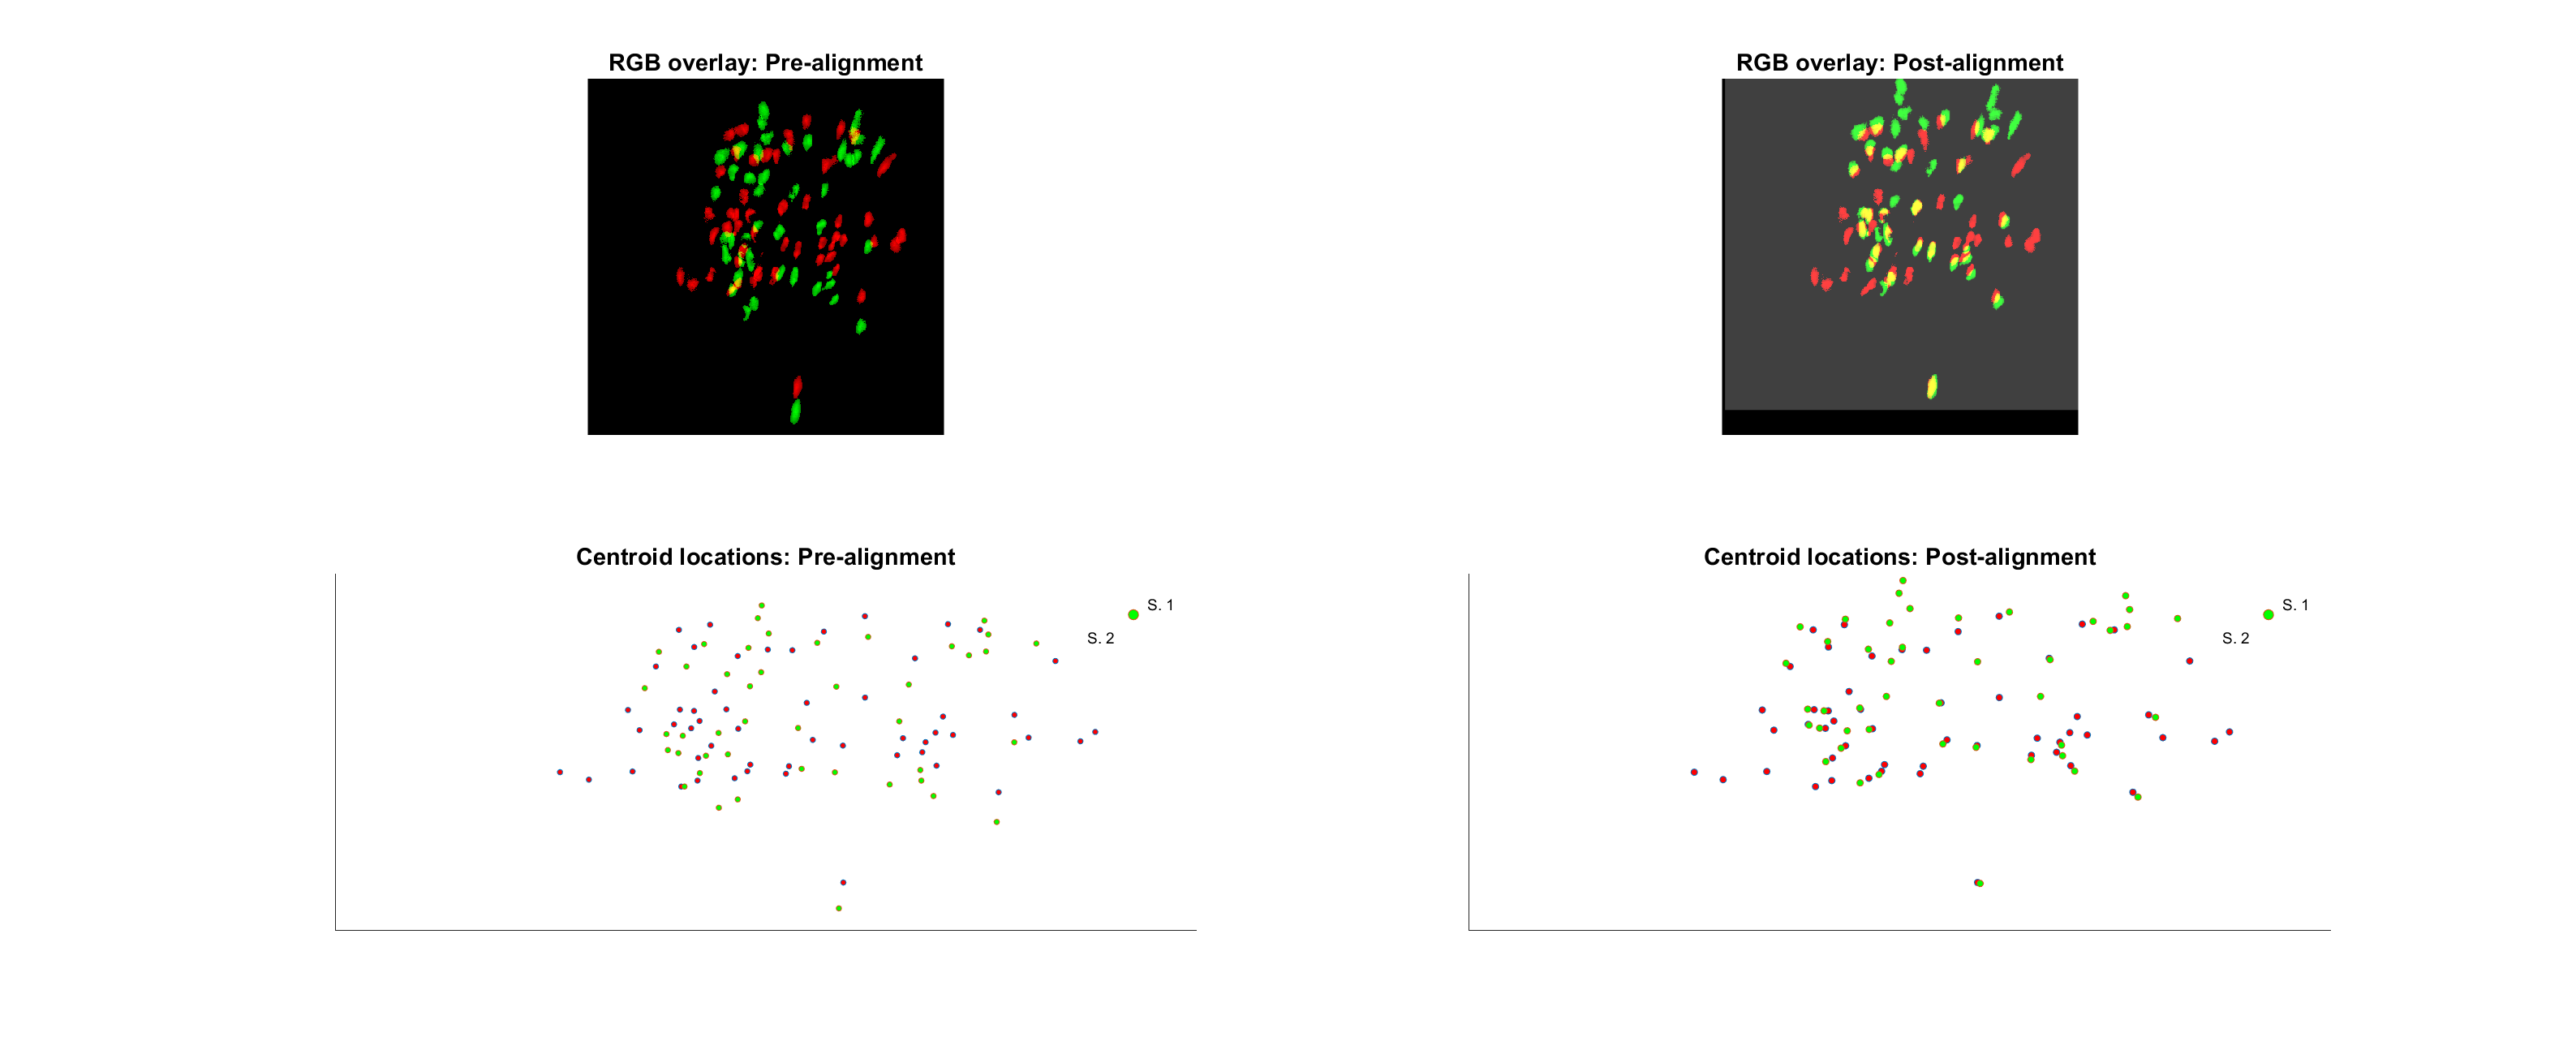 RGB overlay: Pre-alignment
RGB overlay: Post-alignment
Centroid locations: Pre-alignment
S. 1
S. 2
Centroid locations: Post-alignment
S. 1
S. 2